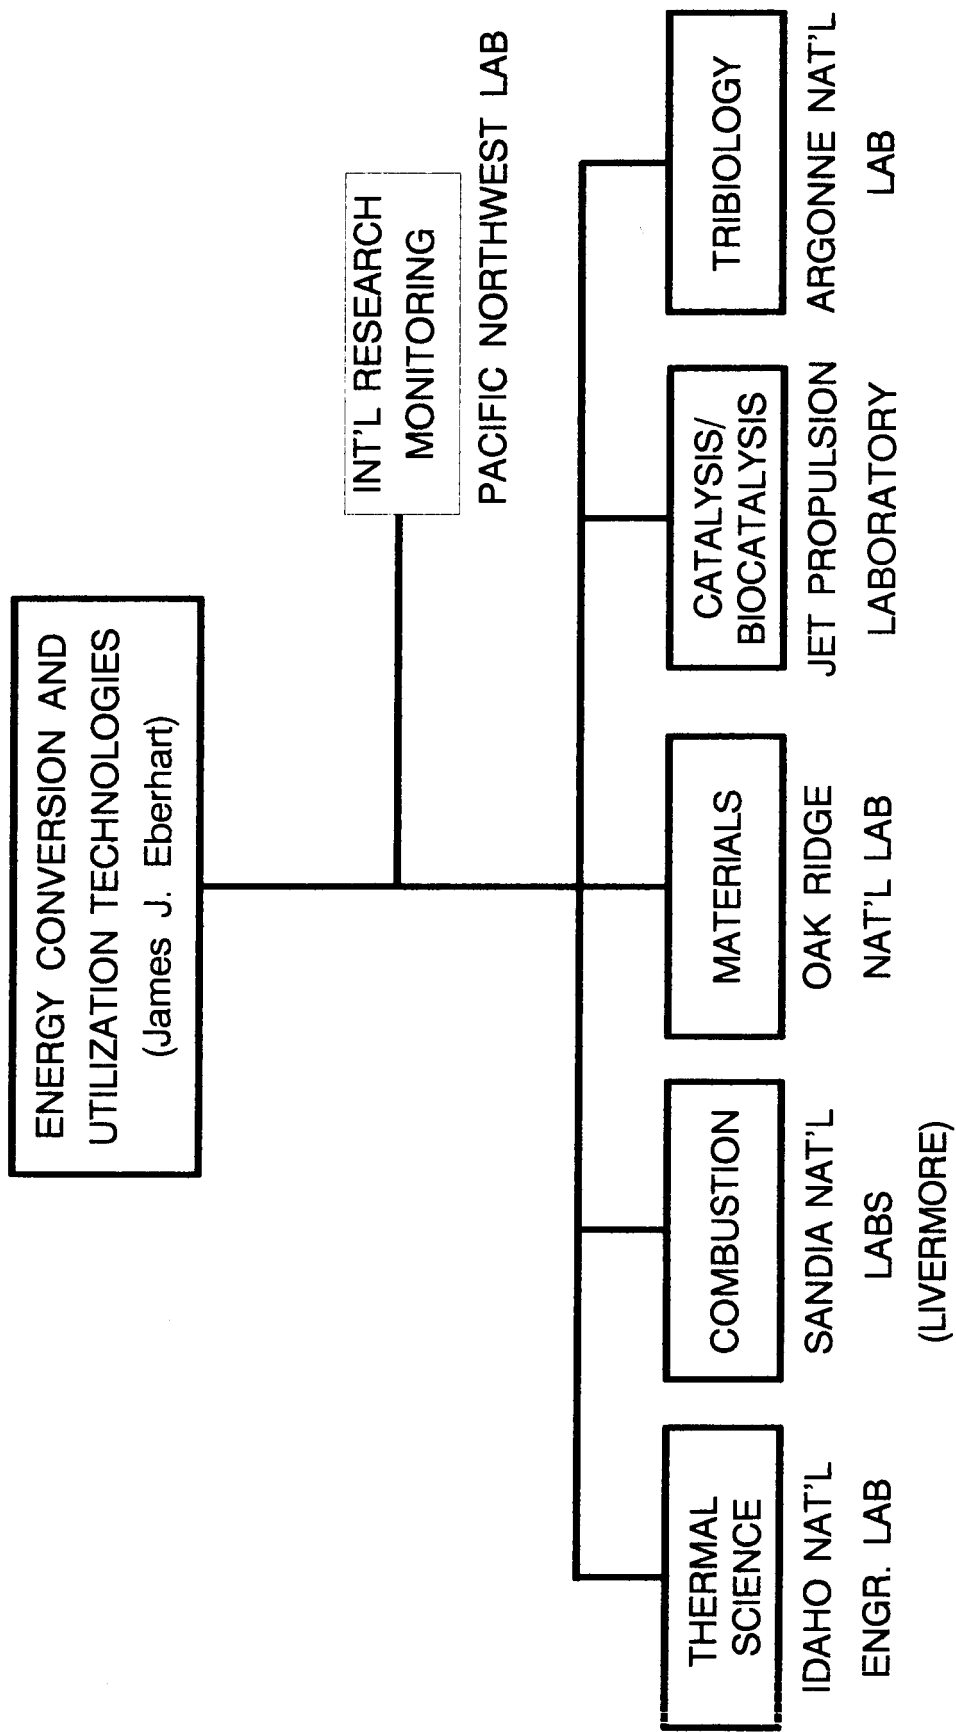 ENERGY CONVERSION AND
UTILIZATION TECHNOLOGIES
(James J. Eberhart)
INT'L RESEARCH
MONITORING
PACIFIC NORTHWEST LAB
THERMAL
SCIENCE
IDAHO NAT'L
ENGR. LAB
COMBUSTION
SANDIA NAT'L
LABS
(LIVERMORE)
MATERIALS
OAK RIDGE
NAT'L LAB
CATALYSIS/
BIOCATALYSIS
JET PROPULSION
LABORATORY
TRIBIOLOGY
ARGONNE NAT'L
LAB